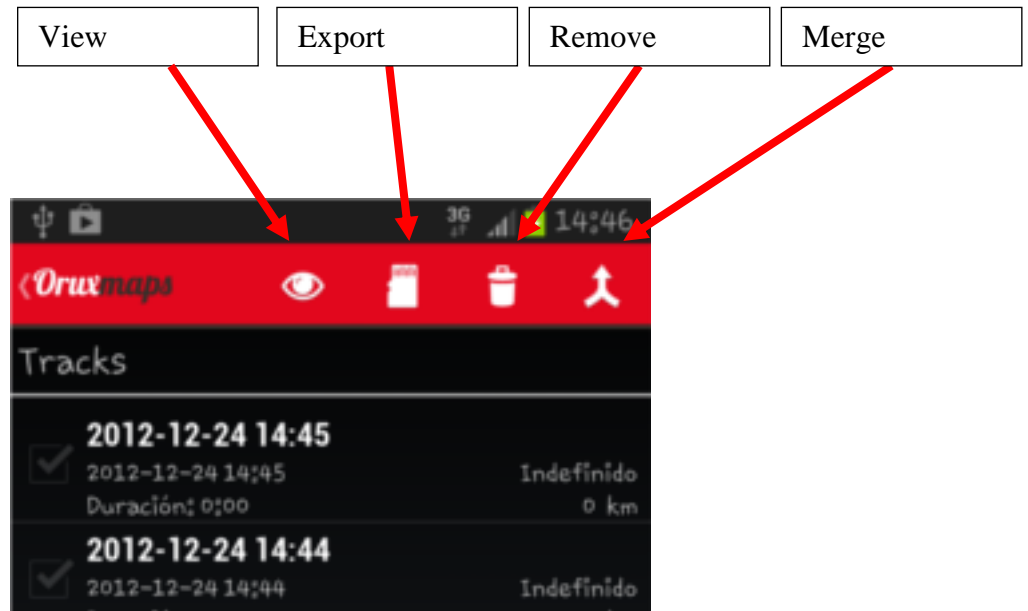 View Export Remove Merge
3G 14:46
Oruxmaps
Tracks
2012-12-24 14:45
2012-12-24 14:45 Indefinido
Duración: 0:00 0 km
2012-12-24 14:44
2012-12-24 14:44 Indefinido